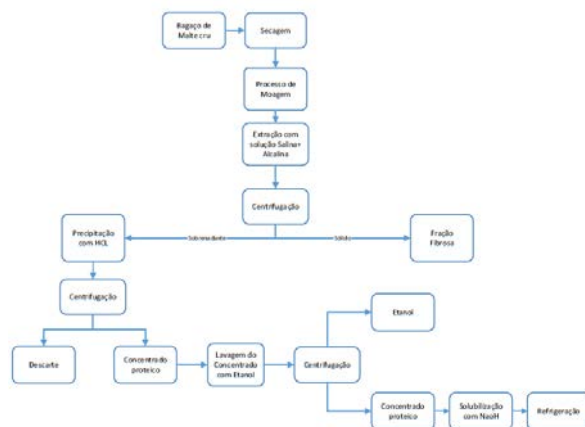 Bagaço de
Malte cru
Secagem
Processo de
Moagem
Extração com
solução Salina+
Alcalina
Centrifugação
Sobrenadante
Sólido
Precipitação
com HCL
Fração
Fibrosa
Centrifugação
Descarte
Concentrado
proteico
Lavagem do
Concentrado
com Etanol
Centrifugação
Etanol
Concentrado
proteico
Solubilização
com NaoH
Refrigeração